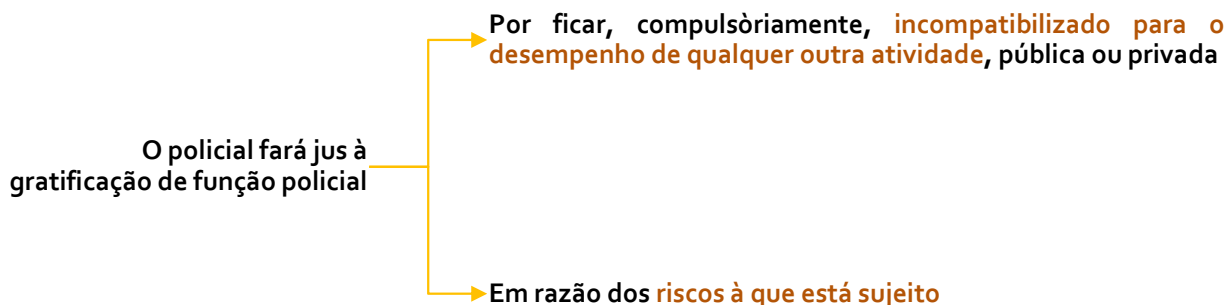 Por ficar, compulsòriamente, incompatibilizado para o
desempenho de qualquer outra atividade, pública ou privada
O policial fará jus à
gratificação de função policial
Em razão dos riscos à que está sujeito